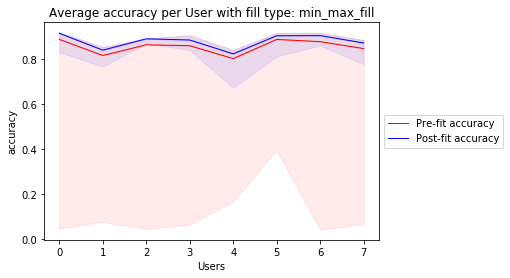 Average accuracy per User with fill type: min_max_fill
accuracy
0.8
0.6
0.4
0.2
0.0
0 1 2 3 4 5 6 7
Users
Pre-fit accuracy
Post-fit accuracy